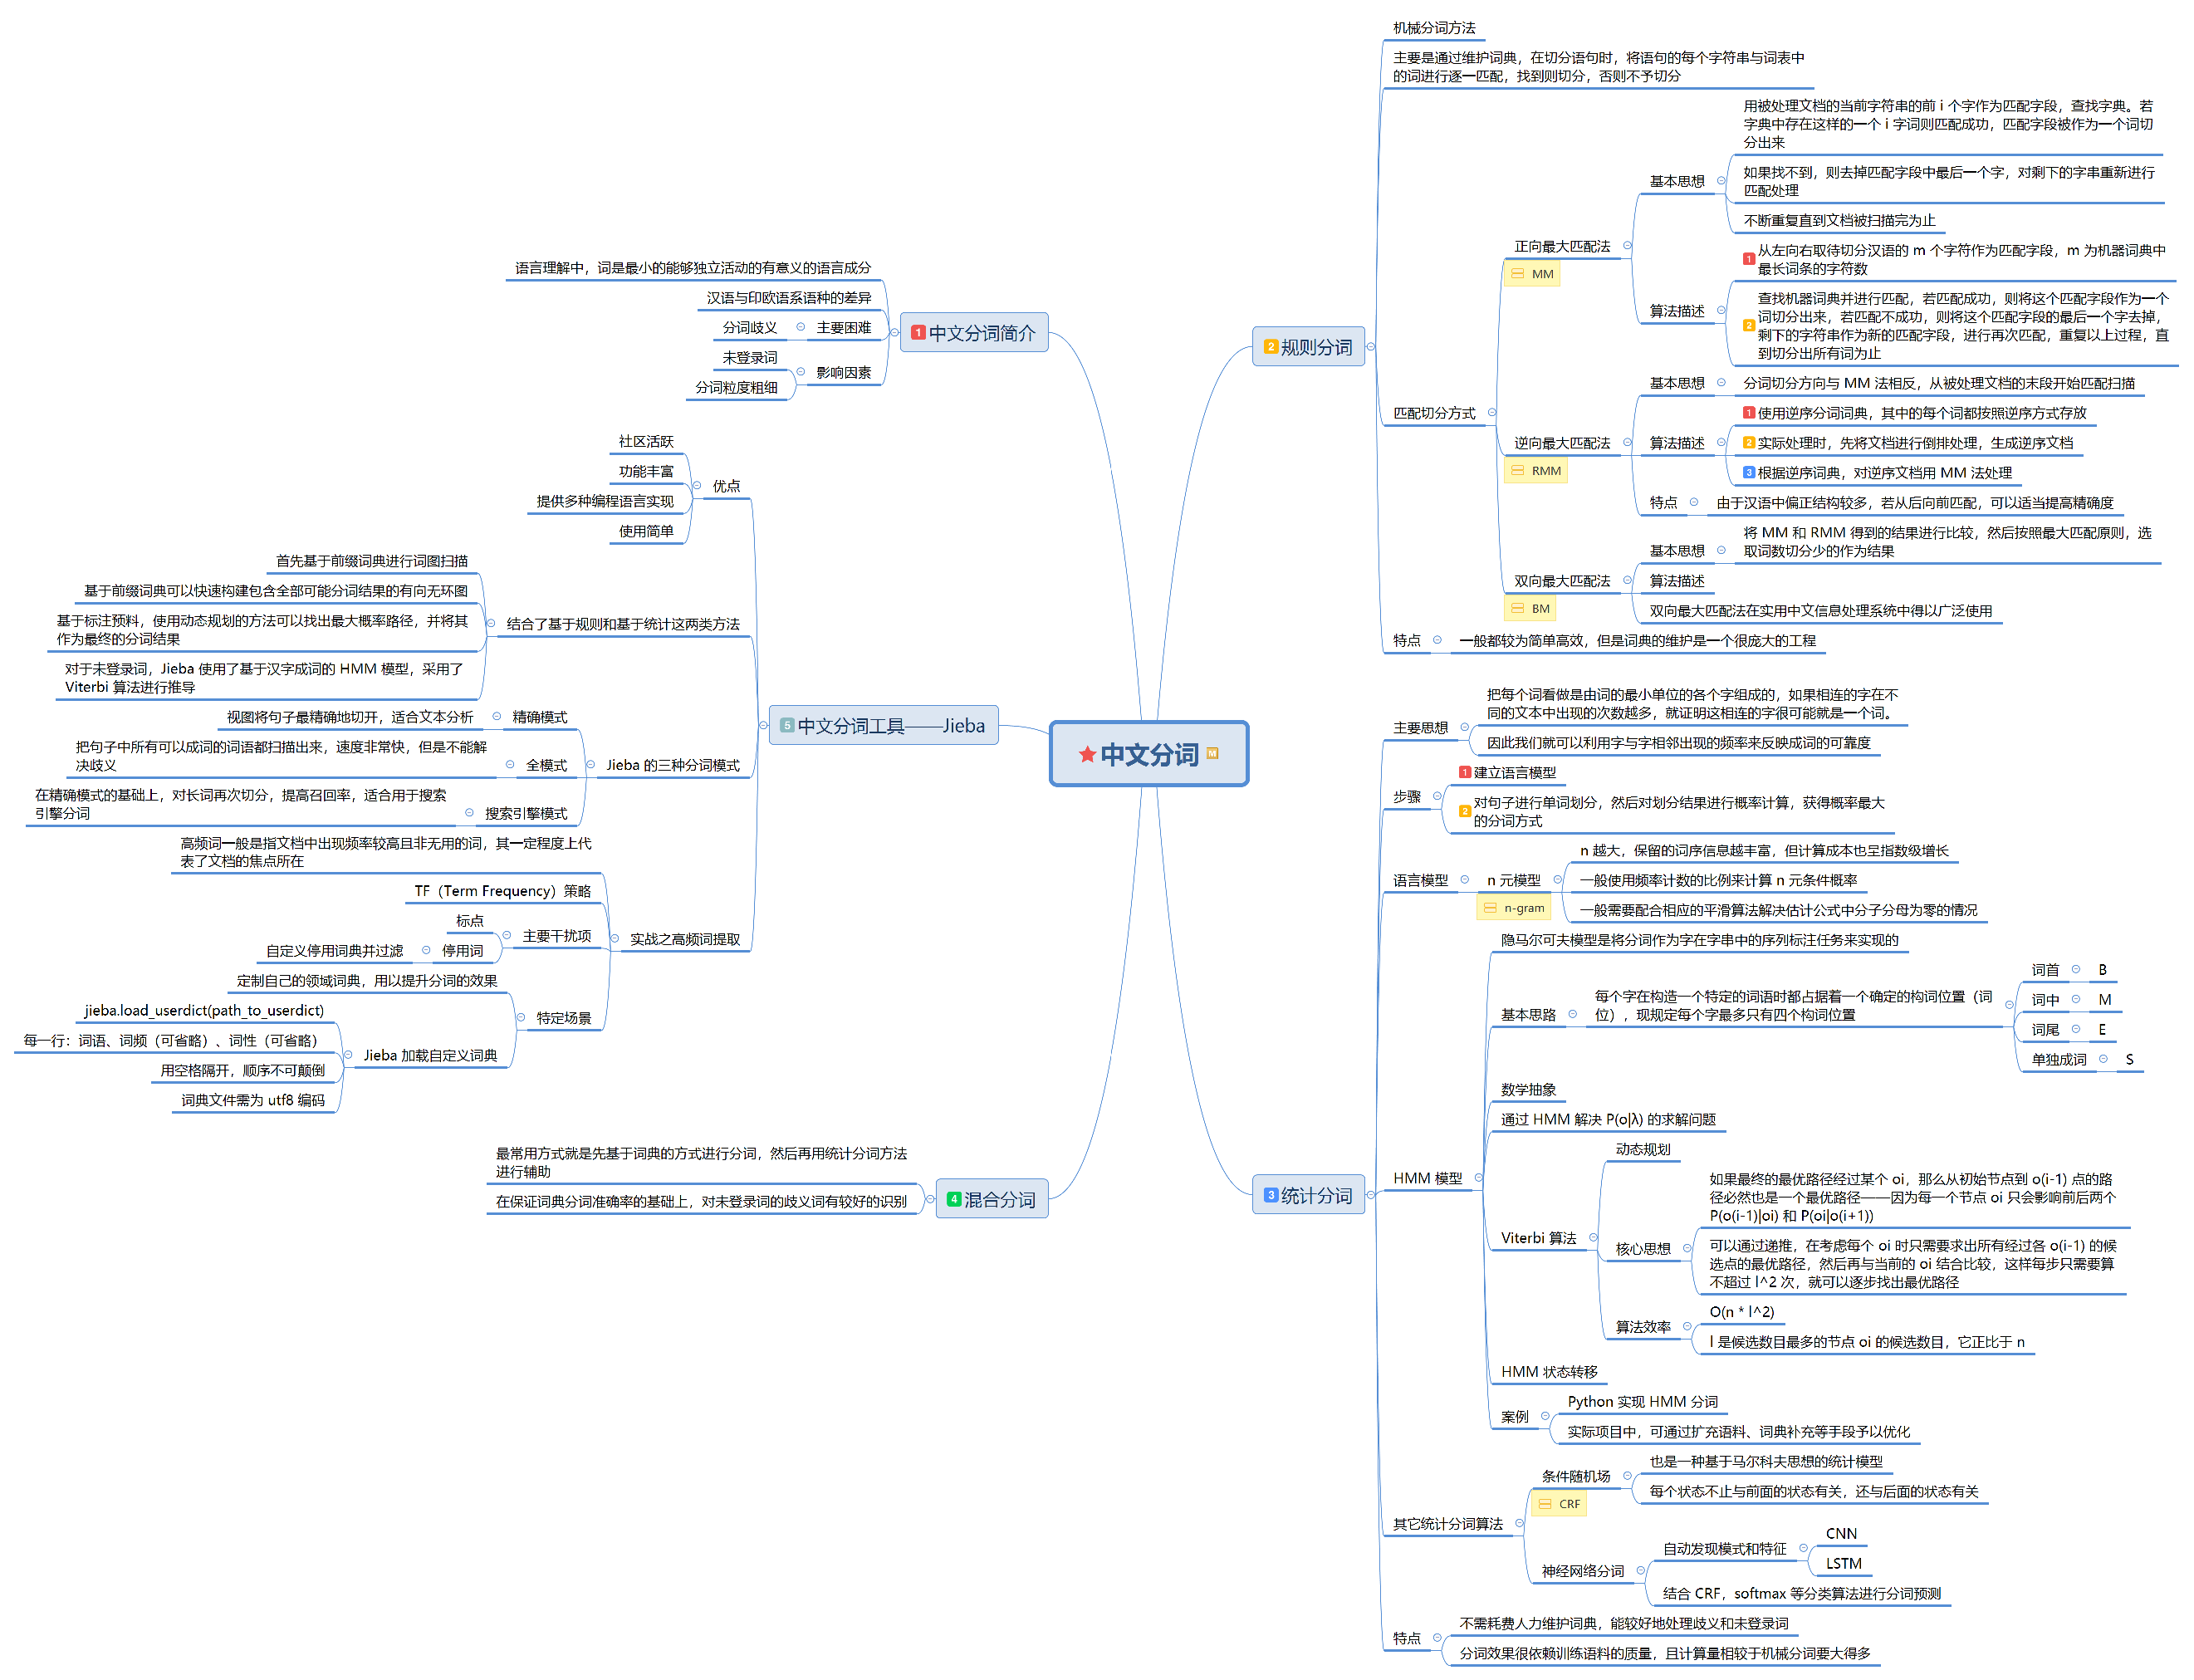 中文分词
M
1
中文分词简介
语言理解中，词是最小的能够独立活动的有意义的语言成分
汉语与印欧语系语种的差异
主要困难
分词歧义
影响因素
未登录词
分词粒度粗细
2
规则分词
机械分词方法
主要是通过维护词典，在切分语句时，将语句的每个字符串与词表中
的词进行逐一匹配，找到则切分，否则不予切分
匹配切分方式
正向最大匹配法
MM
基本思想
用被处理文档的当前字符串的前 i 个字作为匹配字段，查找字典。若
字典中存在这样的一个 i 字词则匹配成功，匹配字段被作为一个词切
分出来
如果找不到，则去掉匹配字段中最后一个字，对剩下的字串重新进行
匹配处理
不断重复直到文档被扫描完为止
算法描述
1
从左向右取待切分汉语的 m 个字符作为匹配字段，m 为机器词典中
最长词条的字符数
2
查找机器词典并进行匹配，若匹配成功，则将这个匹配字段作为一个
词切分出来，若匹配不成功，则将这个匹配字段的最后一个字去掉，
剩下的字符串作为新的匹配字段，进行再次匹配，重复以上过程，直
到切分出所有词为止
逆向最大匹配法
RMM
基本思想
分词切分方向与 MM 法相反，从被处理文档的末段开始匹配扫描
算法描述
1
使用逆序分词词典，其中的每个词都按照逆序方式存放
2
实际处理时，先将文档进行倒排处理，生成逆序文档
3
根据逆序词典，对逆序文档用 MM 法处理
特点
由于汉语中偏正结构较多，若从后向前匹配，可以适当提高精确度
双向最大匹配法
BM
基本思想
将 MM 和 RMM 得到的结果进行比较，然后按照最大匹配原则，选
取词数切分少的作为结果
算法描述
双向最大匹配法在实用中文信息处理系统中得以广泛使用
特点
一般都较为简单高效，但是词典的维护是一个很庞大的工程
3
统计分词
主要思想
把每个词看做是由词的最小单位的各个字组成的，如果相连的字在不
同的文本中出现的次数越多，就证明这相连的字很可能就是一个词。
因此我们就可以利用字与字相邻出现的频率来反映成词的可靠度
步骤
1
建立语言模型
2
对句子进行单词划分，然后对划分结果进行概率计算，获得概率最大
的分词方式
语言模型
n 元模型
n-gram
n 越大，保留的词序信息越丰富，但计算成本也呈指数级增长
一般使用频率计数的比例来计算 n 元条件概率
一般需要配合相应的平滑算法解决估计公式中分子分母为零的情况
HMM 模型
隐马尔可夫模型是将分词作为字在字串中的序列标注任务来实现的
基本思路
每个字在构造一个特定的词语时都占据着一个确定的构词位置（词
位），现规定每个字最多只有四个构词位置
词首
B
词中
M
词尾
E
单独成词
S
数学抽象
通过 HMM 解决 P(o|λ) 的求解问题
Viterbi 算法
动态规划
核心思想
如果最终的最优路径经过某个 oi，那么从初始节点到 o(i-1) 点的路
径必然也是一个最优路径——因为每一个节点 oi 只会影响前后两个
P(o(i-1)|oi) 和 P(oi|o(i+1))
可以通过递推，在考虑每个 oi 时只需要求出所有经过各 o(i-1) 的候
选点的最优路径，然后再与当前的 oi 结合比较，这样每步只需要算
不超过 l^2 次，就可以逐步找出最优路径
算法效率
O(n * l^2)
l 是候选数目最多的节点 oi 的候选数目，它正比于 n
HMM 状态转移
案例
Python 实现 HMM 分词
实际项目中，可通过扩充语料、词典补充等手段予以优化
其它统计分词算法
条件随机场
CRF
也是一种基于马尔科夫思想的统计模型
每个状态不止与前面的状态有关，还与后面的状态有关
神经网络分词
自动发现模式和特征
CNN
LSTM
结合 CRF，softmax 等分类算法进行分词预测
特点
不需耗费人力维护词典，能较好地处理歧义和未登录词
分词效果很依赖训练语料的质量，且计算量相较于机械分词要大得多
4
混合分词
最常用方式就是先基于词典的方式进行分词，然后再用统计分词方法
进行辅助
在保证词典分词准确率的基础上，对未登录词的歧义词有较好的识别
5
中文分词工具——Jieba
优点
社区活跃
功能丰富
提供多种编程语言实现
使用简单
结合了基于规则和基于统计这两类方法
首先基于前缀词典进行词图扫描
基于前缀词典可以快速构建包含全部可能分词结果的有向无环图
基于标注预料，使用动态规划的方法可以找出最大概率路径，并将其
作为最终的分词结果
对于未登录词，Jieba 使用了基于汉字成词的 HMM 模型，采用了
Viterbi 算法进行推导
Jieba 的三种分词模式
精确模式
视图将句子最精确地切开，适合文本分析
全模式
把句子中所有可以成词的词语都扫描出来，速度非常快，但是不能解
决歧义
搜索引擎模式
在精确模式的基础上，对长词再次切分，提高召回率，适合用于搜索
引擎分词
实战之高频词提取
高频词一般是指文档中出现频率较高且非无用的词，其一定程度上代
表了文档的焦点所在
TF（Term Frequency）策略
主要干扰项
标点
停用词
自定义停用词典并过滤
特定场景
定制自己的领域词典，用以提升分词的效果
Jieba 加载自定义词典
jieba.load_userdict(path_to_userdict)
每一行：词语、词频（可省略）、词性（可省略）
用空格隔开，顺序不可颠倒
词典文件需为 utf8 编码